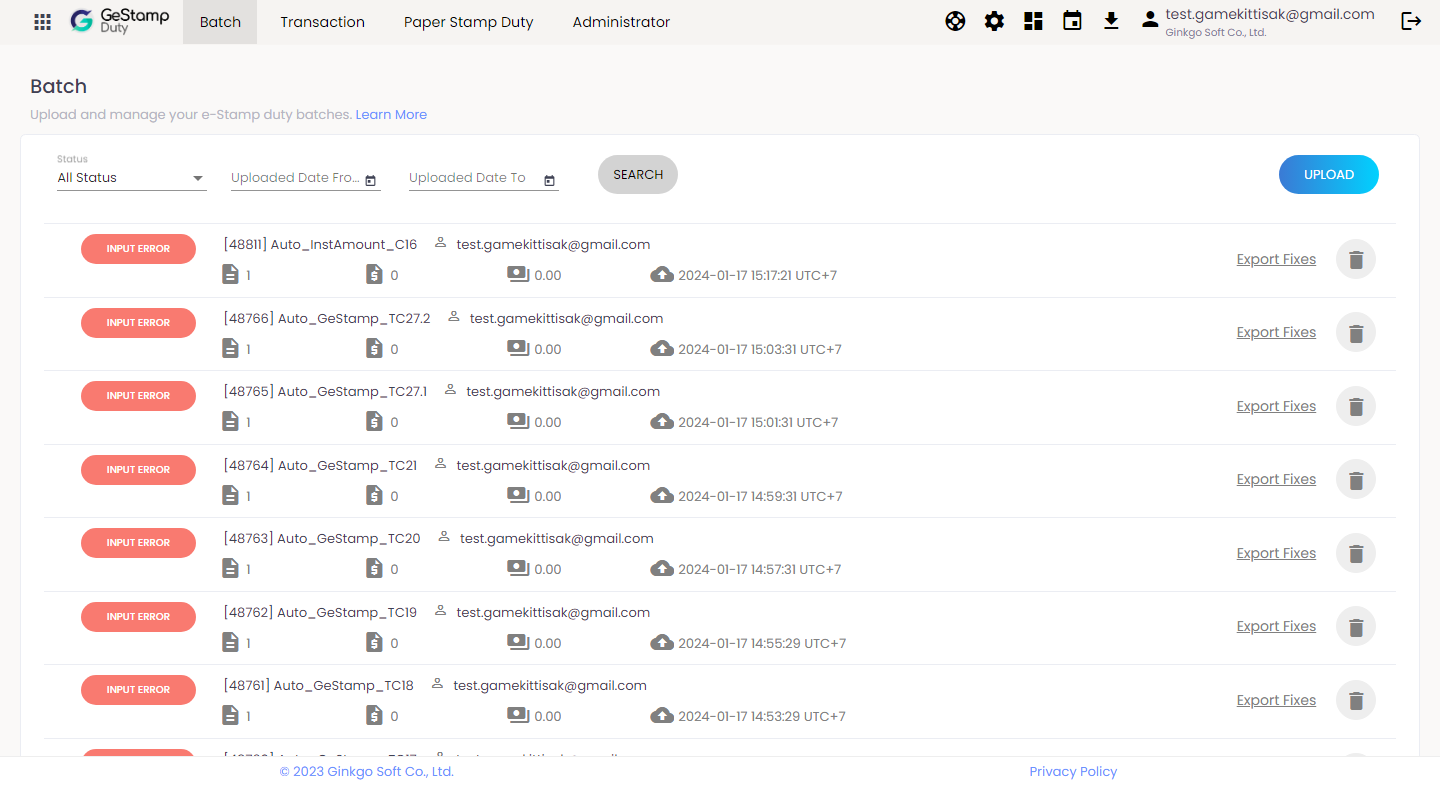 GeStamp Duty Batch Transaction Paper Stamp Duty Administrator test.gamekittisak@gmail.com
Ginkgo Soft Co., Ltd.
Batch
Upload and manage your e-Stamp duty batches. Learn More
Status
All Status Uploaded Date Fro... Uploaded Date To SEARCH UPLOAD
INPUT ERROR [48811] Auto_InstAmount_C16 test.gamekittisak@gmail.com
1 0 0.00 2024-01-17 15:17:21 UTC+7 Export Fixes
INPUT ERROR [48766] Auto_GeStamp_TC27.2 test.gamekittisak@gmail.com
1 0 0.00 2024-01-17 15:03:31 UTC+7 Export Fixes
INPUT ERROR [48765] Auto_GeStamp_TC27.1 test.gamekittisak@gmail.com
1 0 0.00 2024-01-17 15:01:31 UTC+7 Export Fixes
INPUT ERROR [48764] Auto_GeStamp_TC21 test.gamekittisak@gmail.com
1 0 0.00 2024-01-17 14:59:31 UTC+7 Export Fixes
INPUT ERROR [48763] Auto_GeStamp_TC20 test.gamekittisak@gmail.com
1 0 0.00 2024-01-17 14:57:31 UTC+7 Export Fixes
INPUT ERROR [48762] Auto_GeStamp_TC19 test.gamekittisak@gmail.com
1 0 0.00 2024-01-17 14:55:29 UTC+7 Export Fixes
INPUT ERROR [48761] Auto_GeStamp_TC18 test.gamekittisak@gmail.com
1 0 0.00 2024-01-17 14:53:29 UTC+7 Export Fixes
© 2023 Ginkgo Soft Co., Ltd. Privacy Policy